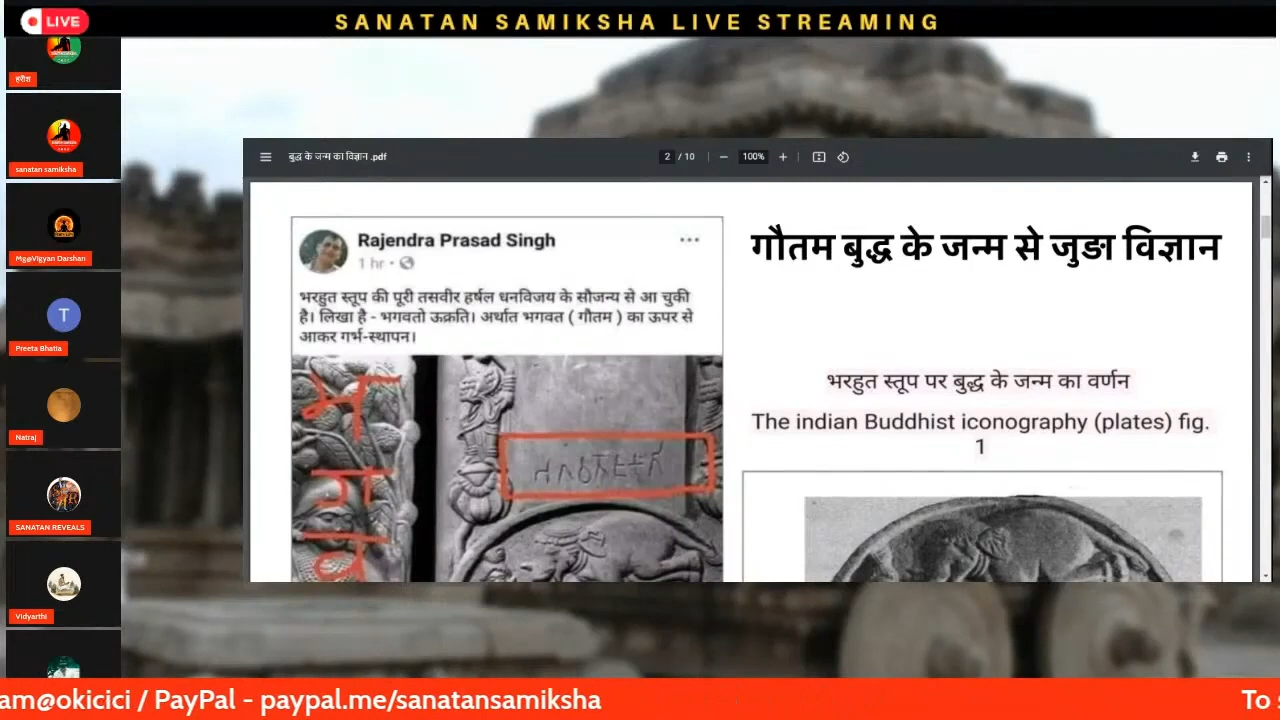 LIVE
SANATAN SAMIKSHA LIVE STREAMING
हरीश
sanatan samiksha
Mg@Vigyan Darshan
T
Preeta Bhatia
Natraj
SANATAN REVEALS
Vidyarthi
बुद्ध के जन्म का विज्ञान .pdf
2 / 10
100%
Rajendra Prasad Singh
1 hr
भरहुत स्तूप की पूरी तसवीर हर्षल धनविजय के सौजन्य से आ चुकी
है। लिखा है - भगवतो ऊक्रति। अर्थात भगवत ( गौतम ) का ऊपर से
आकर गर्भ-स्थापन।
गौतम बुद्ध के जन्म से जुङा विज्ञान
भरहुत स्तूप पर बुद्ध के जन्म का वर्णन
The indian Buddhist iconography (plates) fig.
1
am@okicici / PayPal - paypal.me/sanatansamiksha
To